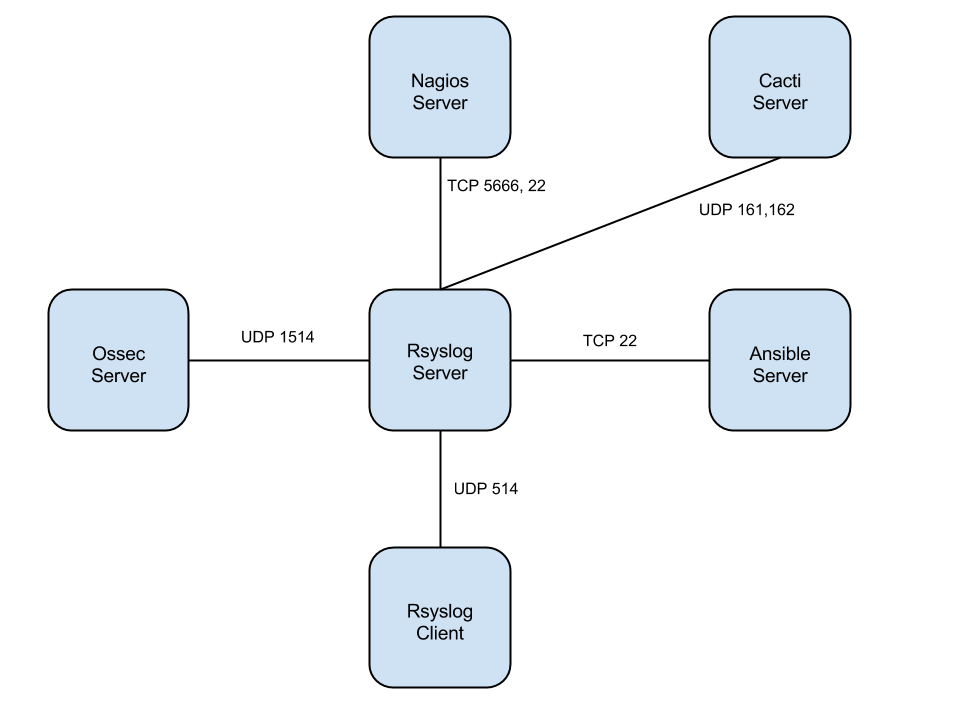 Nagios
Server
Cacti
Server
TCP 5666, 22
UDP 161,162
Ossec
Server
UDP 1514
Rsyslog
Server
TCP 22
Ansible
Server
UDP 514
Rsyslog
Client